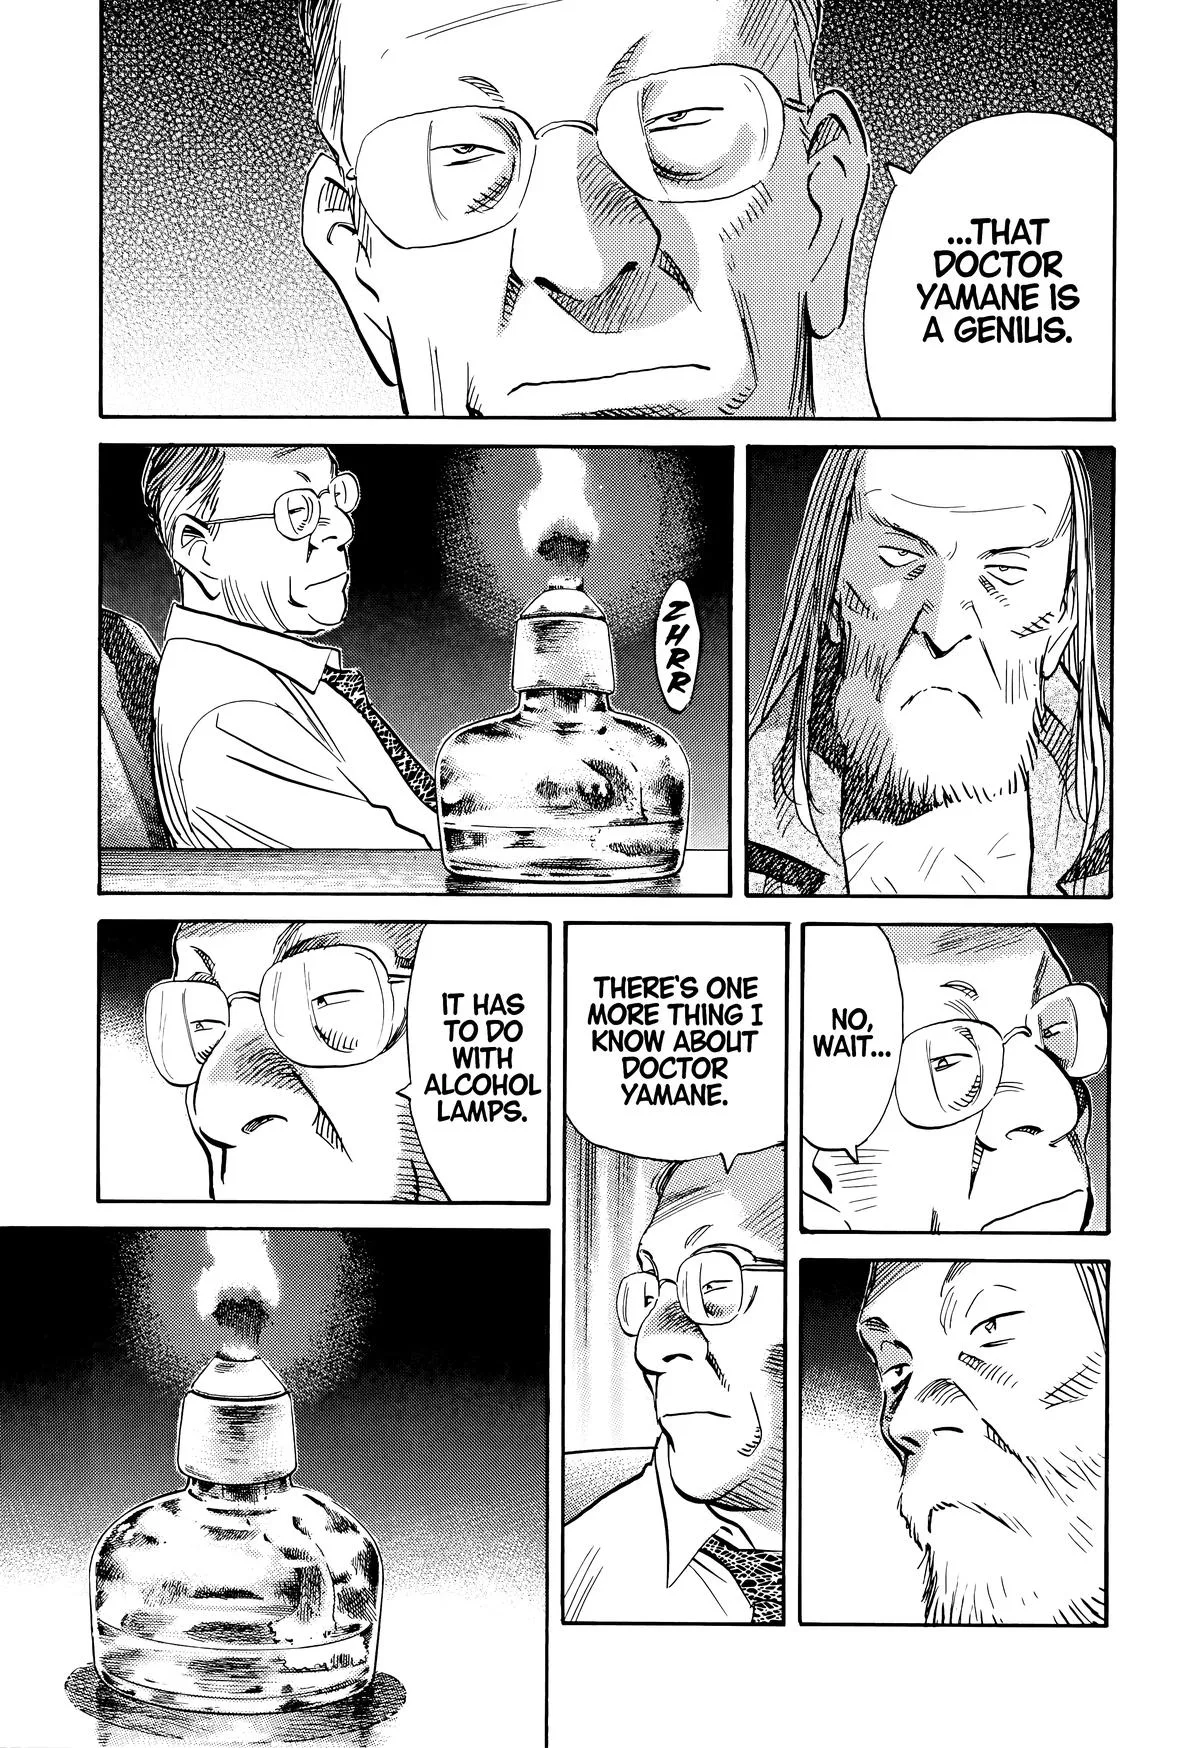 ...THAT
DOCTOR
YAMANE IS
A GENIUS.
ZHRR
NO,
WAIT...
THERE'S ONE
MORE THING I
KNOW ABOUT
DOCTOR
YAMANE.
IT HAS
TO DO
WITH
ALCOHOL
LAMPS.